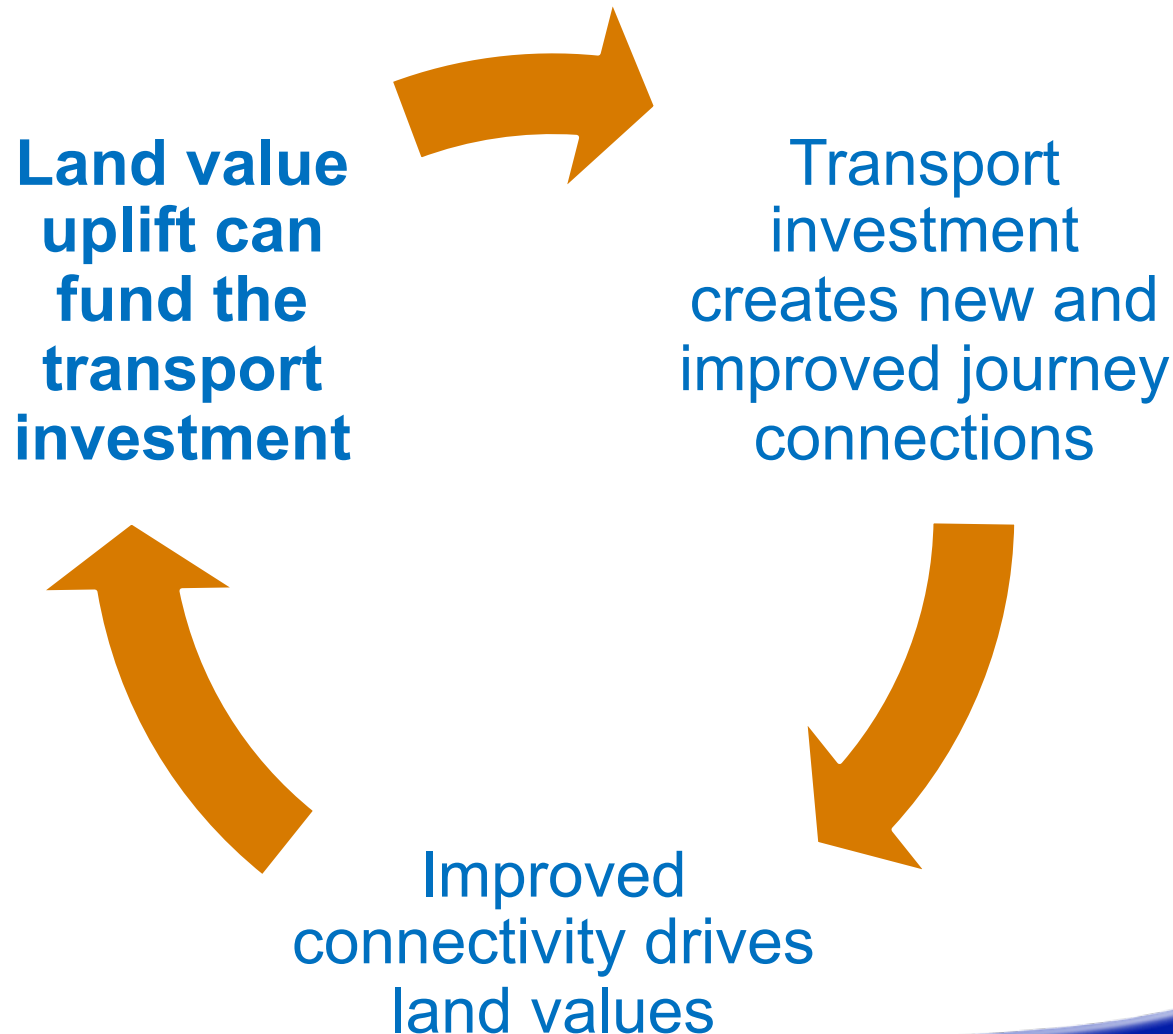 Land value
uplift can
fund the
transport
investment
Transport
investment
creates new and
improved journey
connections
Improved
connectivity drives
land values